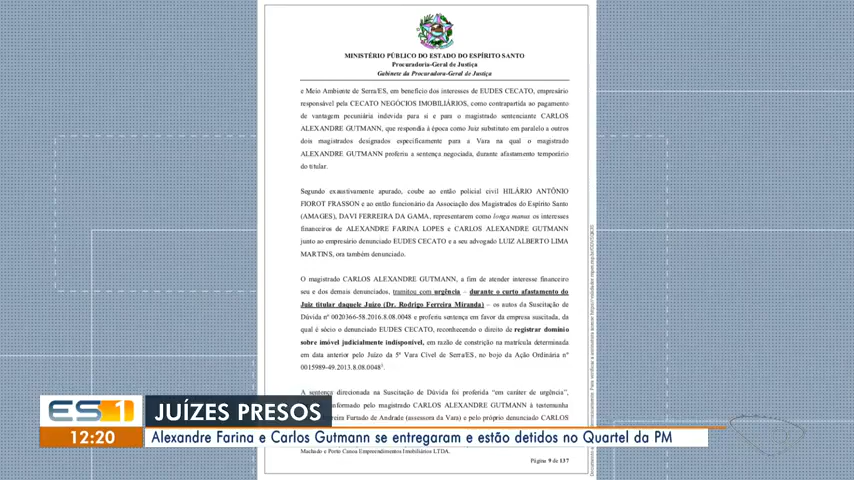 MINISTÉRIO PÚBLICO DO ESTADO DO ESPÍRITO SANTO
Procuradoria-Geral de Justiça
Gabinete da Procuradora-Geral de Justiça
e Meio Ambiente de Serra/ES, em benefício dos interesses de EUDES CECATO, empresário
responsável pela CECATO NEGÓCIOS IMOBILIÁRIOS, como contrapartida ao pagamento
de vantagem pecuniária indevida para si e para o magistrado sentenciante CARLOS
ALEXANDRE GUTMANN, que respondia à época como Juiz substituto em paralelo a outros
dois magistrados designados especificamente para a Vara na qual o magistrado
ALEXANDRE GUTMANN proferiu a sentença negociada, durante afastamento temporário
do titular.
Segundo exaustivamente apurado, coube ao então policial civil HILÁRIO ANTÔNIO
FIOROT FRASSON e ao então funcionário da Associação dos Magistrados do Espírito Santo
(AMAGES), DAVI FERREIRA DA GAMA, representarem como longa manus os interesses
financeiros de ALEXANDRE FARINA LOPES e CARLOS ALEXANDRE GUTMANN
junto ao empresário denunciado EUDES CECATO e a seu advogado LUIZ ALBERTO LIMA
MARTINS, ora também denunciado.
O magistrado CARLOS ALEXANDRE GUTMANN, a fim de atender interesse financeiro
seu e dos demais denunciados, tramitou com urgência – durante o curto afastamento do
Juiz titular daquele Juízo (Dr. Rodrigo Ferreira Miranda) – os autos da Suscitação de
Dúvida nº 0020366-58.2016.8.08.0048 e proferiu sentença em favor da empresa suscitada, da
qual é sócio o denunciado EUDES CECATO, reconhecendo o direito de registrar domínio
sobre imóvel judicialmente indisponível, em razão de constrição na matrícula determinada
em data anterior pelo Juízo da 5ª Vara Cível de Serra/ES, no bojo da Ação Ordinária nº
0015989-49.2013.8.08.0048
A sentença direcionada na Suscitação de Dúvida foi proferida “em caráter de urgência”,
informado pelo magistrado CARLOS ALEXANDRE GUTMANN à testemunha
Furtado de Andrade (assessora da Vara) e pelo próprio denunciado CARLOS
Machado e Porto Canoa Empreendimentos Imobiliários LTDA.
Página 9 de 137
ES1
JUÍZES PRESOS
12:20
Alexandre Farina e Carlos Gutmann se entregaram e estão detidos no Quartel da PM